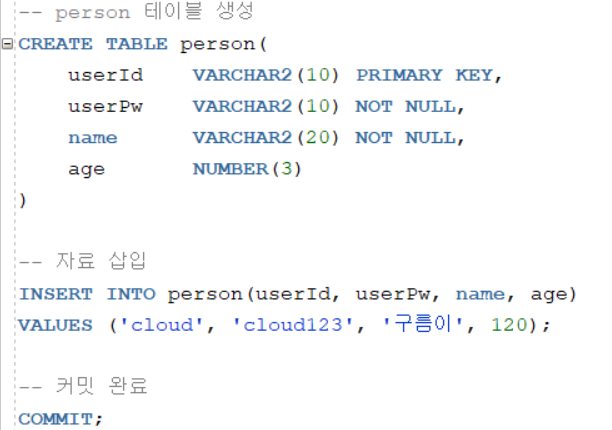 -- person 테이블 생성
CREATE TABLE person(
    userId    VARCHAR2(10) PRIMARY KEY,
    userPw    VARCHAR2(10) NOT NULL,
    name      VARCHAR2(20) NOT NULL,
    age       NUMBER(3)
)
-- 자료 삽입
INSERT INTO person(userId, userPw, name, age)
VALUES ('cloud', 'cloud123', '구름이', 120);
-- 커밋 완료
COMMIT;